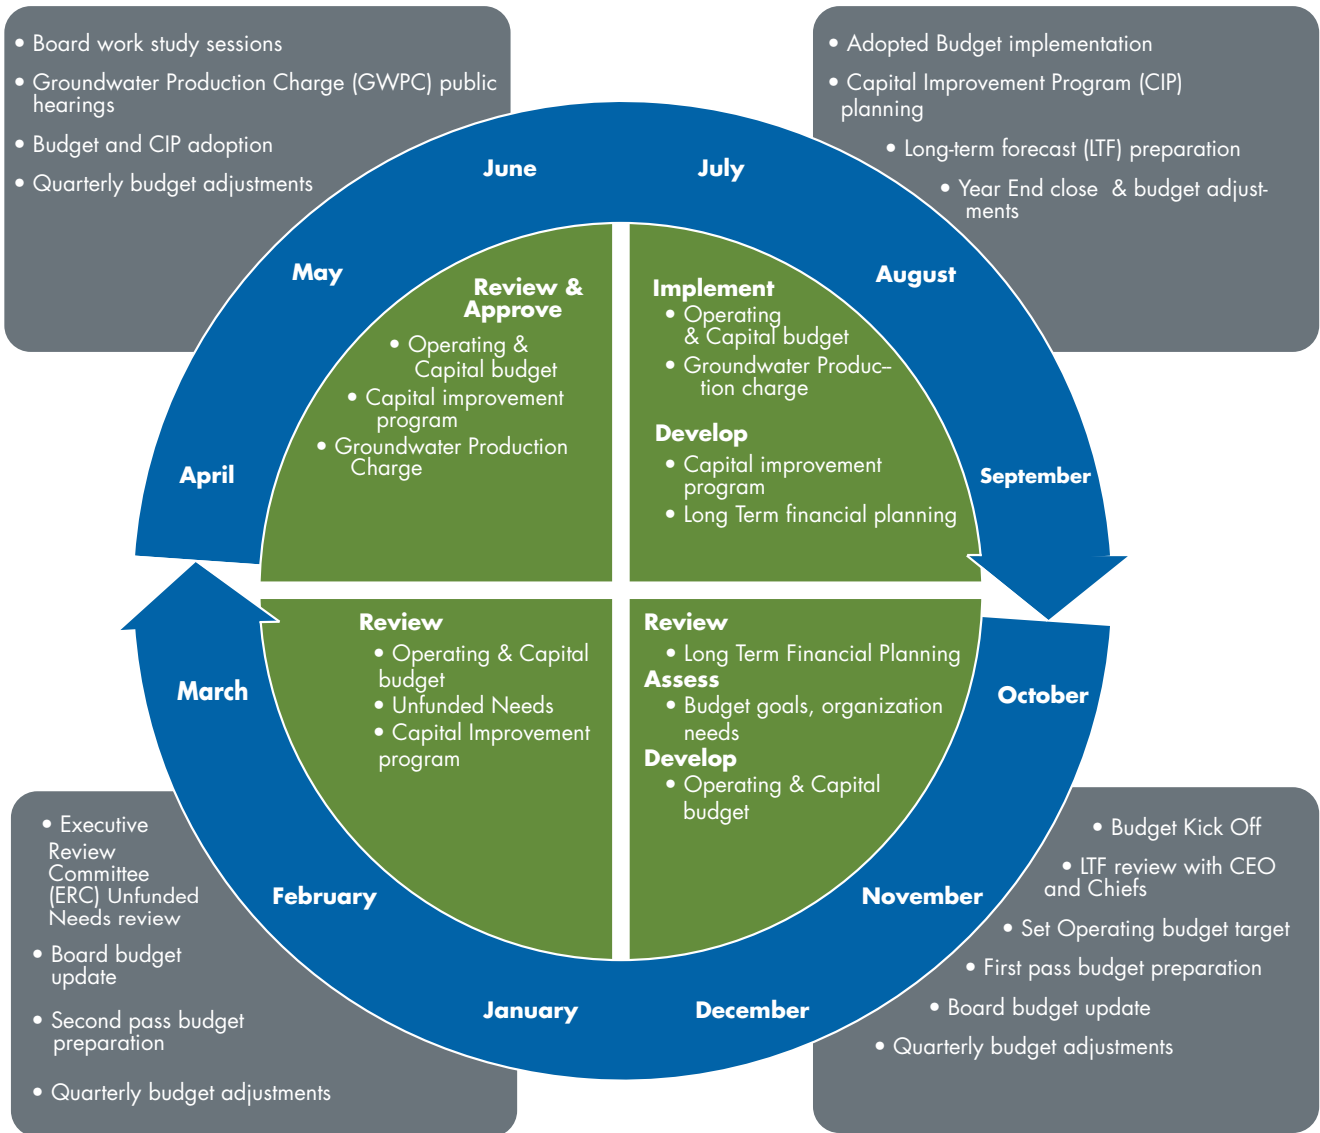 • Board work study sessions
• Groundwater Production Charge (GWPC) public
hearings
• Budget and CIP adoption
• Quarterly budget adjustments
• Adopted Budget implementation
• Capital Improvement Program (CIP)
planning
• Long-term forecast (LTF) preparation
• Year End close & budget adjust-
ments
June
July
May
August
April
September
Review &
Approve
• Operating &
Capital budget
• Capital improvement
program
• Groundwater Production
Charge
Implement
• Operating
& Capital budget
• Groundwater Produc–
tion charge
Develop
• Capital improvement
program
• Long Term financial planning
Review
• Operating & Capital
budget
• Unfunded Needs
• Capital Improvement
program
Review
• Long Term Financial Planning
Assess
• Budget goals, organization
needs
Develop
• Operating & Capital
budget
March
October
February
November
January
December
• Executive
Review
Committee
(ERC) Unfunded
Needs review
• Board budget
update
• Second pass budget
preparation
• Quarterly budget adjustments
• Budget Kick Off
• LTF review with CEO
and Chiefs
• Set Operating budget target
• First pass budget preparation
• Board budget update
• Quarterly budget adjustments